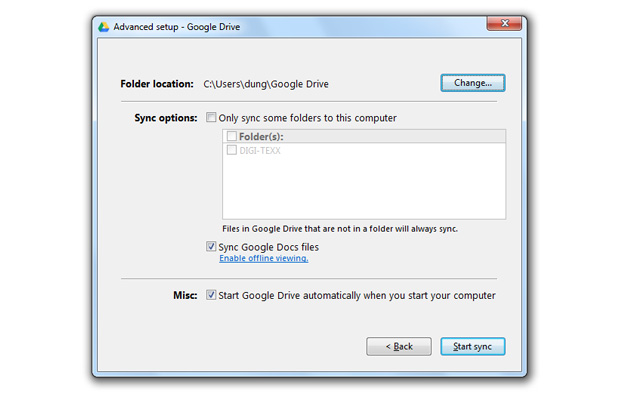 Advanced setup - Google Drive
Folder location: C:\Users\dung\Google Drive Change...
Sync options: Only sync some folders to this computer
Folder(s):
DIGI-TEXX
Files in Google Drive that are not in a folder will always sync.
Sync Google Docs files
Enable offline viewing.
Misc: Start Google Drive automatically when you start your computer
< Back Start sync